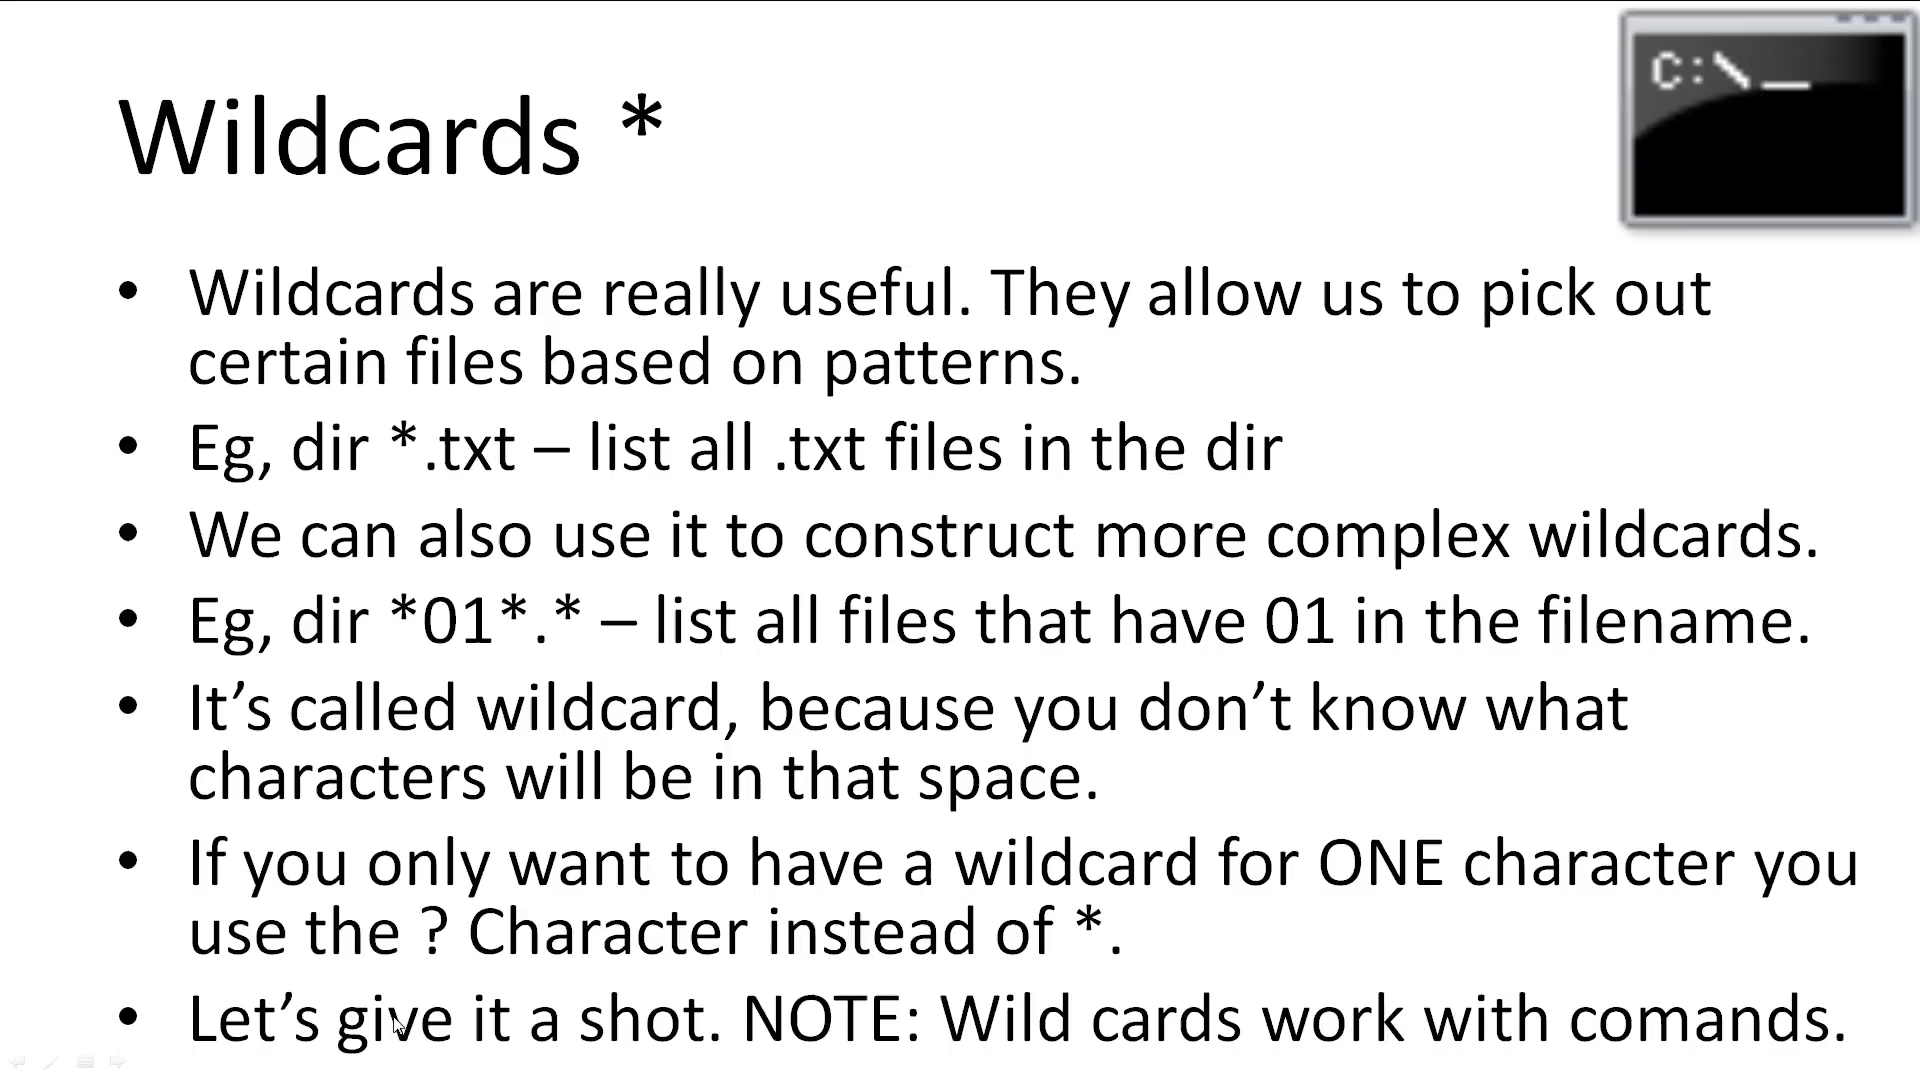 C:\_
Wildcards *
• Wildcards are really useful. They allow us to pick out
certain files based on patterns.
• Eg, dir *.txt – list all .txt files in the dir
• We can also use it to construct more complex wildcards.
• Eg, dir *01*.* – list all files that have 01 in the filename.
• It’s called wildcard, because you don’t know what
characters will be in that space.
• If you only want to have a wildcard for ONE character you
use the ? Character instead of *.
• Let’s give it a shot. NOTE: Wild cards work with comands.